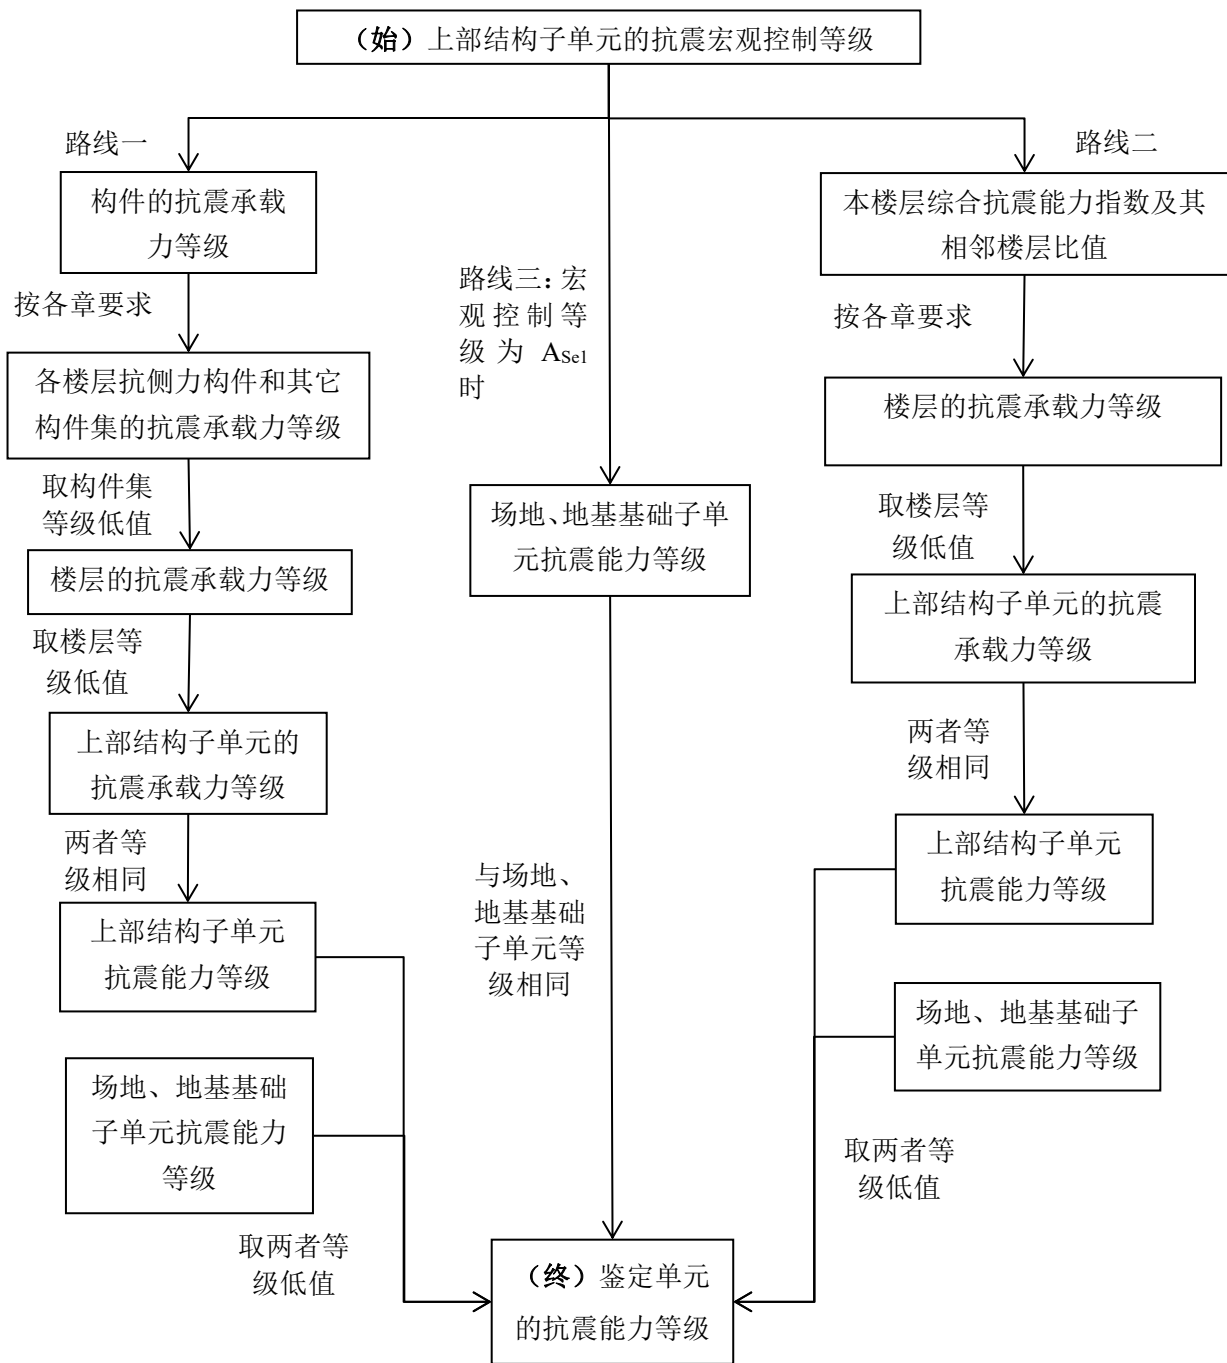 （始）上部结构子单元的抗震宏观控制等级
路线一
构件的抗震承载
力等级
按各章要求
各楼层抗侧力构件和其它
构件集的抗震承载力等级
取构件集
等级低值
楼层的抗震承载力等级
取楼层等
级低值
上部结构子单元的
抗震承载力等级
两者等
级相同
上部结构子单元
抗震能力等级
场地、地基基础
子单元抗震能力
等级
取两者等
级低值
路线三：宏
观控制等
级为 ASe1
时
场地、地基基础子单
元抗震能力等级
与场地、
地基基础
子单元等
级相同
路线二
本楼层综合抗震能力指数及其
相邻楼层比值
按各章要求
楼层的抗震承载力等级
取楼层等
级低值
上部结构子单元的抗震
承载力等级
两者等
级相同
上部结构子单元
抗震能力等级
场地、地基基础子
单元抗震能力等级
取两者等
级低值
（终）鉴定单元
的抗震能力等级